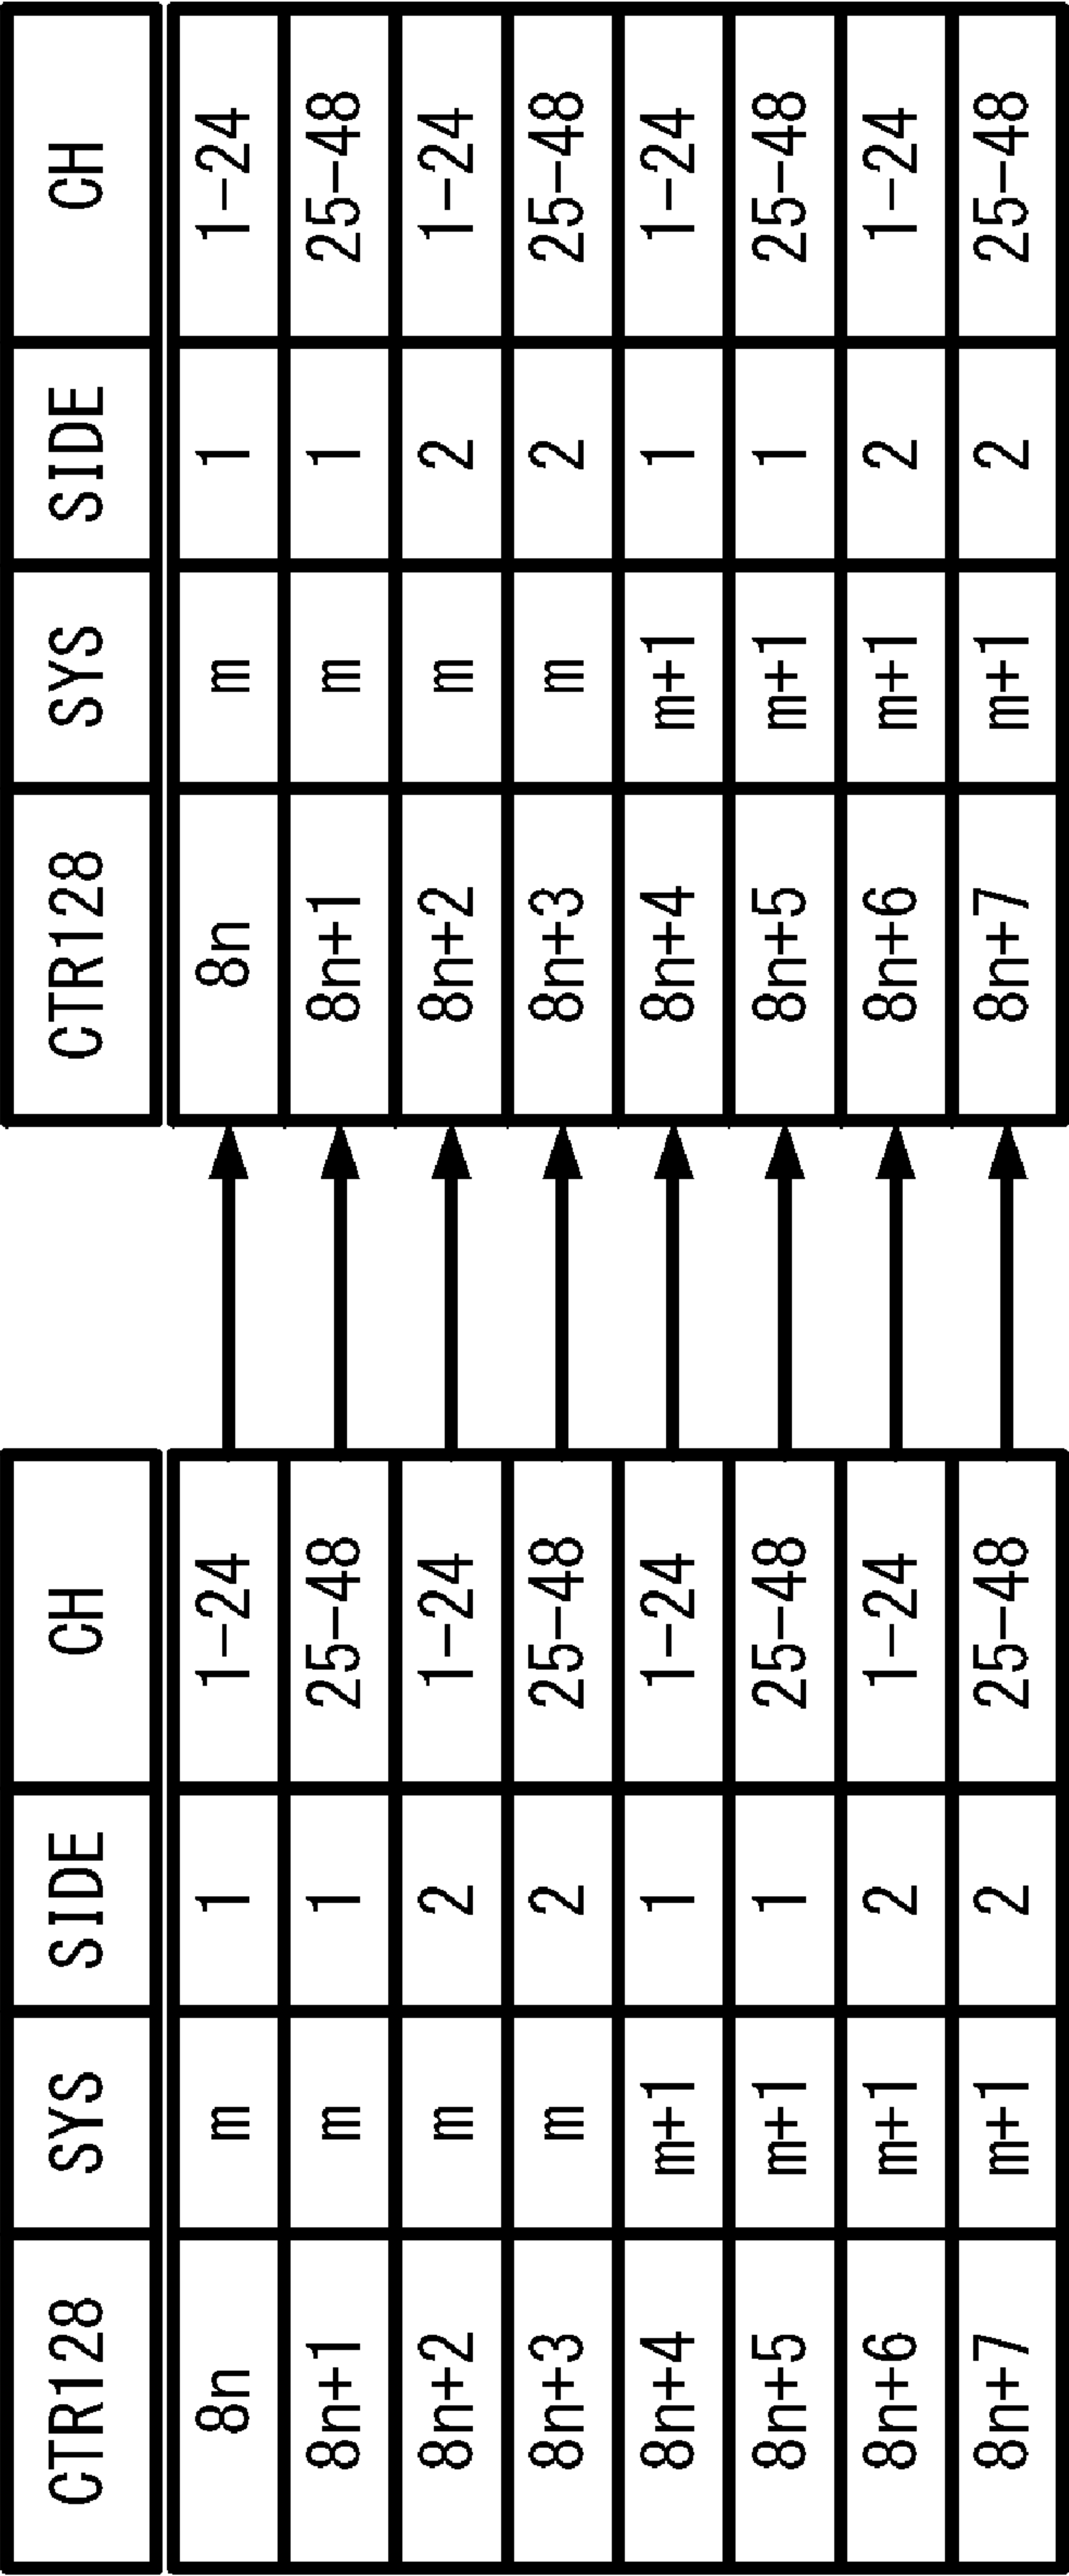 CTR128 SYS SIDE CH CTR128 SYS SIDE CH
8n m 1 1-24 8n m 1 1-24
8n+1 m 1 25-48 8n+1 m 1 25-48
8n+2 m 2 1-24 8n+2 m 2 1-24
8n+3 m 2 25-48 8n+3 m 2 25-48
8n+4 m+1 1 1-24 8n+4 m+1 1 1-24
8n+5 m+1 1 25-48 8n+5 m+1 1 25-48
8n+6 m+1 2 1-24 8n+6 m+1 2 1-24
8n+7 m+1 2 25-48 8n+7 m+1 2 25-48